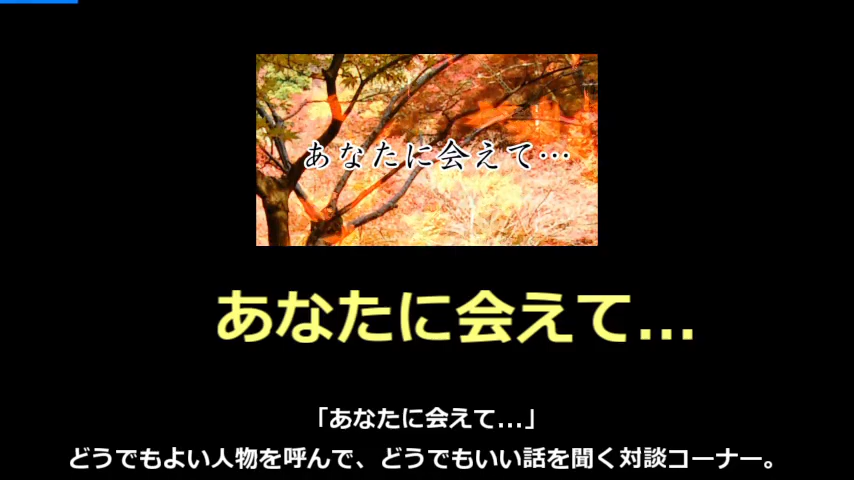 あなたに会えて…
あなたに会えて...
「あなたに会えて...」
どうでもよい人物を呼んで、どうでもいい話を聞く対談コーナー。